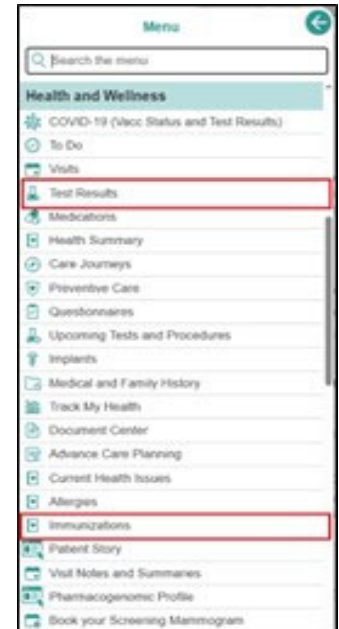 Menu
Search the menu
Health and Wellness
COVID-19 (Vacc Status and Test Results)
To Do
Visits
Test Results
Medications
Health Summary
Care Journeys
Preventive Care
Questionnaires
Upcoming Tests and Procedures
Implants
Medical and Family History
Track My Health
Document Center
Advance Care Planning
Current Health Issues
Allergies
Immunizations
Patient Story
Visit Notes and Summaries
Pharmacogenomic Profile
Book your Screening Mammogram